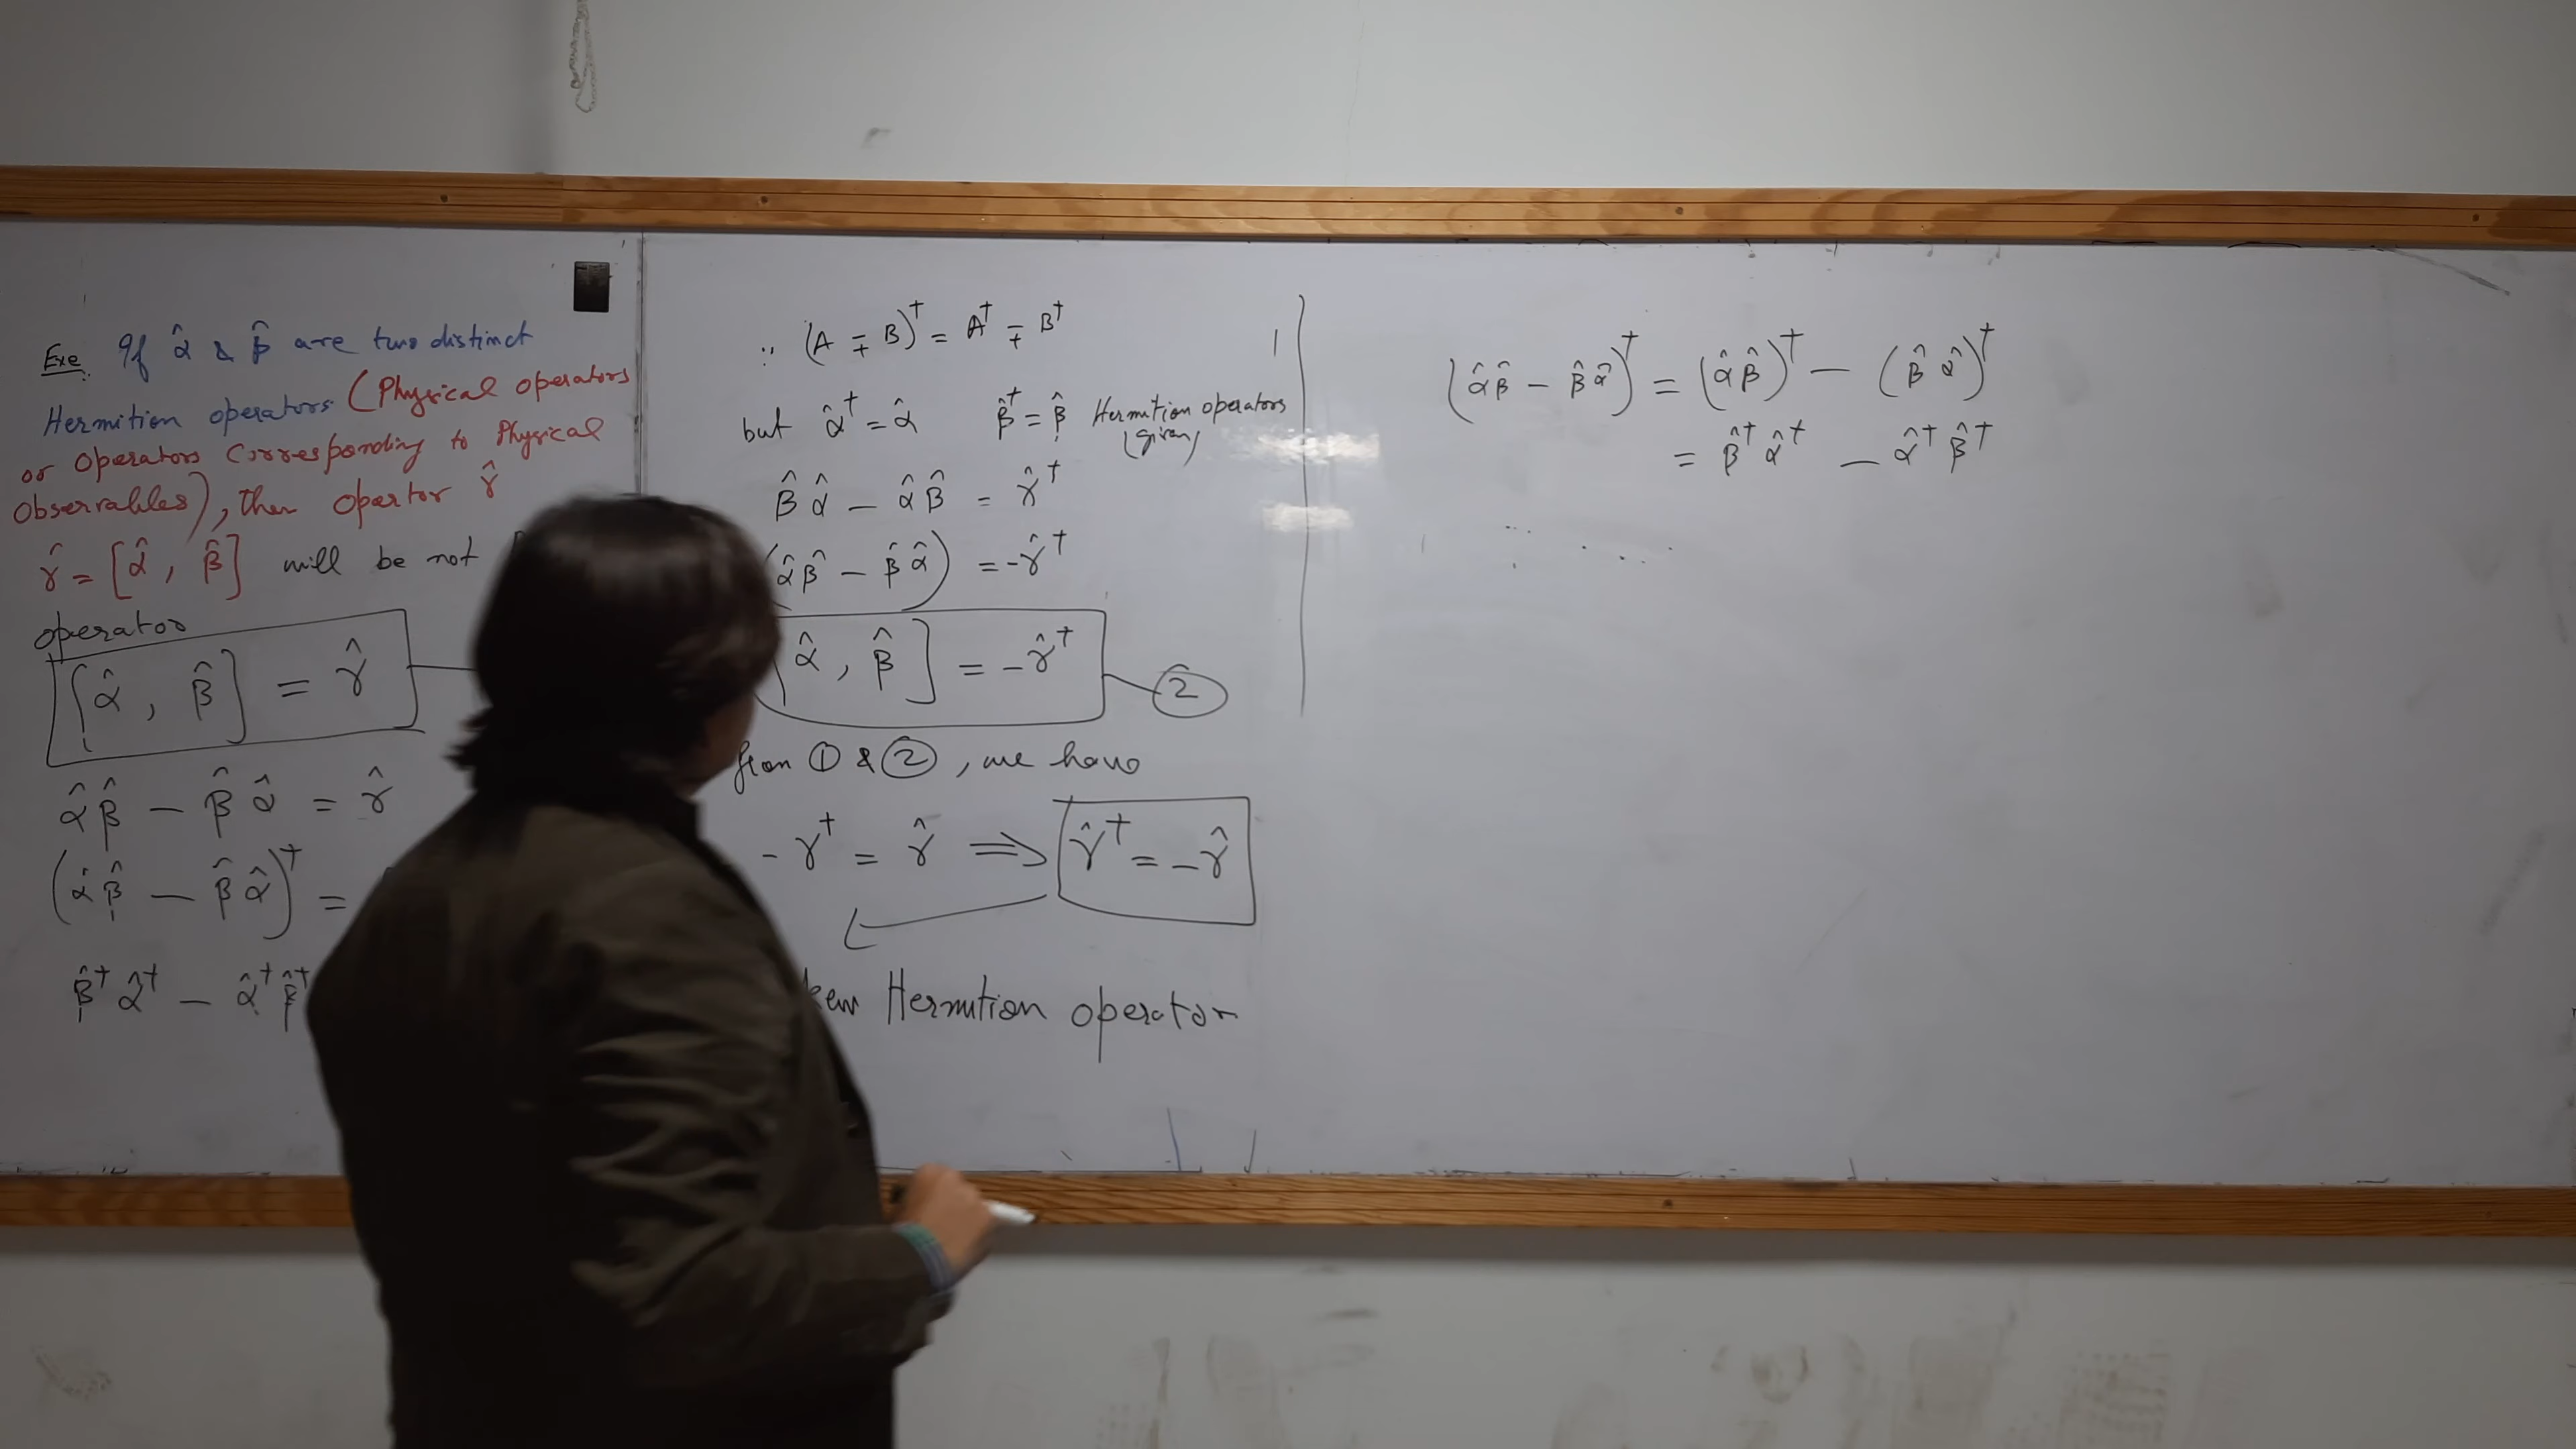 Exe. If α̂ & β̂ are two distinct
Hermition operators (Physical operators
or Operators Corresponding to Physical
Observables), then opertor γ̂
γ̂ = [α̂, β̂] will be not
operator
[α̂, β̂] = γ̂
α̂β̂ − β̂α̂ = γ̂
(α̂β̂ − β̂α̂)† =
β̂†α̂† − α̂†β̂†
∵ (A ∓ B)† = A† ∓ B†
but α̂† = α̂ β̂† = β̂ Hermition operators
(given)
β̂α̂ − α̂β̂ = γ̂†
(α̂β̂ − β̂α̂) = -γ̂†
[α̂, β̂] = -γ̂† ②
from ① & ②, we have
-γ† = γ̂ ⇒ γ̂† = -γ̂
Hermition operator
(α̂β̂ − β̂α̂)† = (α̂β̂)† − (β̂α̂)†
= β̂†α̂† − α̂†β̂†